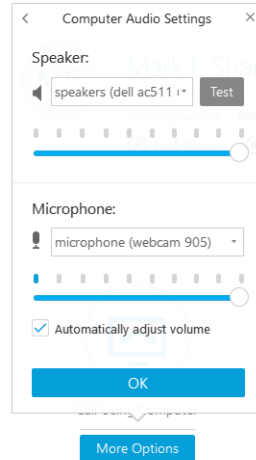 Computer Audio Settings
Speaker:
speakers (dell ac511
Test
Microphone:
microphone (webcam 905)
Automatically adjust volume
OK
More Options